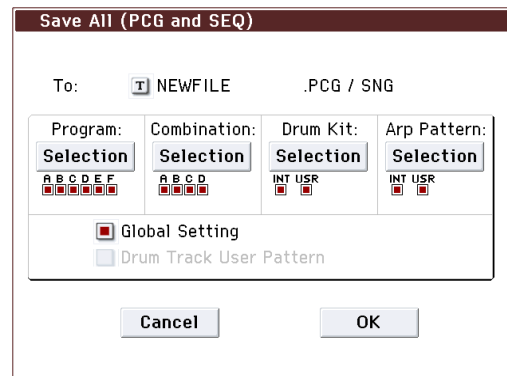 Save All (PCG and SEQ)
To: T NEWFILE .PCG / SNG
Program: Combination: Drum Kit: Arp Pattern:
Selection Selection Selection Selection
A B C D E F A B C D INT USR INT USR
Global Setting
Drum Track User Pattern
Cancel OK